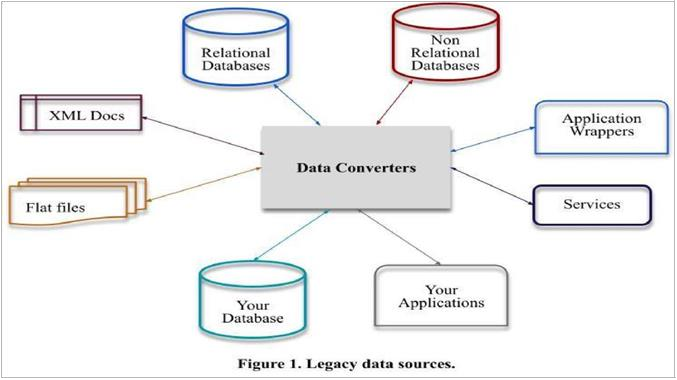 Relational
Databases
Non
Relational
Databases
XML Docs
Application
Wrappers
Data Converters
Flat files
Services
Your
Database
Your
Applications
Figure 1. Legacy data sources.